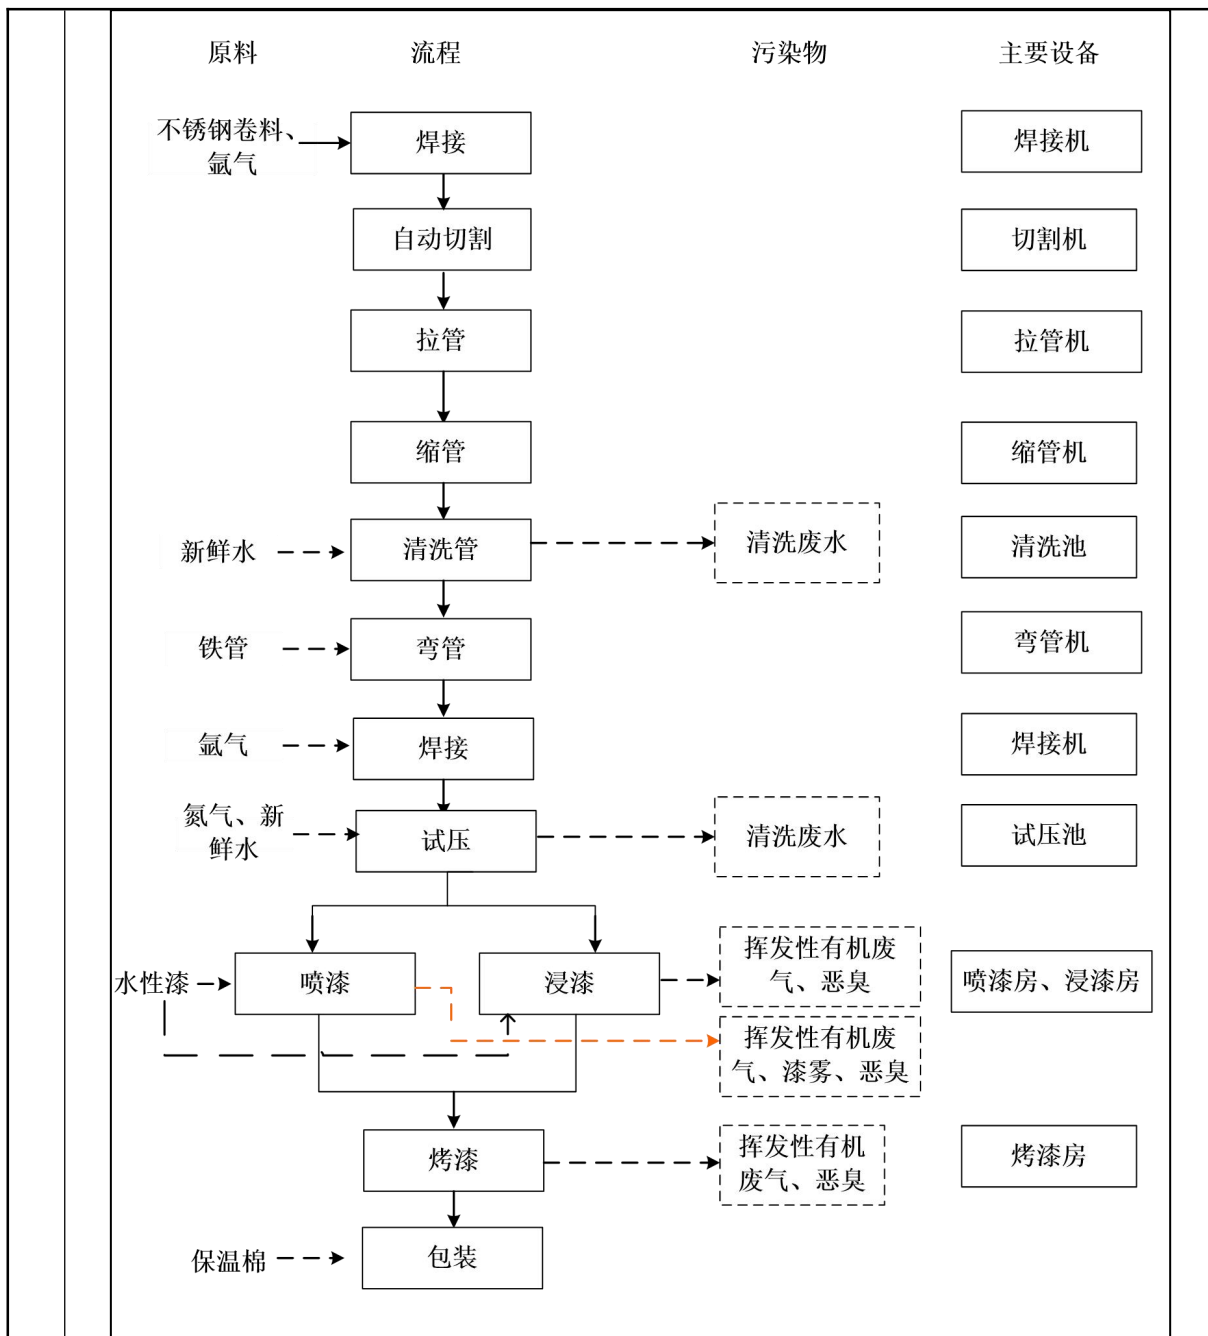 原料 流程 污染物 主要设备
不锈钢卷料、
氩气
焊接
焊接机
自动切割
切割机
拉管
拉管机
缩管
缩管机
新鲜水
清洗管
清洗废水
清洗池
铁管
弯管
弯管机
氩气
焊接
焊接机
氮气、新
鲜水
试压
清洗废水
试压池
水性漆
喷漆
浸漆
挥发性有机废
气、恶臭
喷漆房、浸漆房
挥发性有机废
气、漆雾、恶臭
烤漆
挥发性有机
废气、恶臭
烤漆房
保温棉
包装